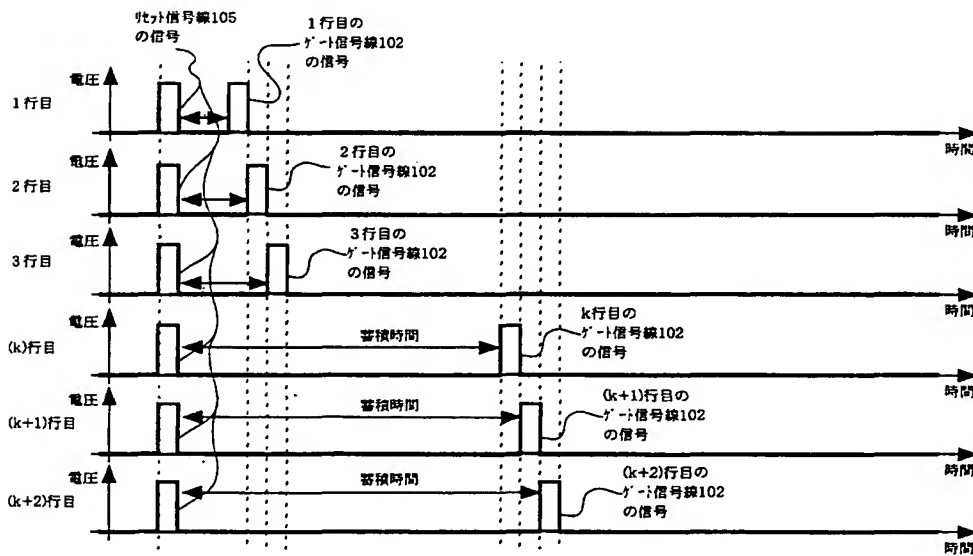 リセット信号線105
の信号
1行目の
ゲート信号線102
の信号
電圧
1行目
時間
電圧
2行目
2行目の
ゲート信号線102
の信号
時間
電圧
3行目
3行目の
ゲート信号線102
の信号
時間
電圧
(k)行目
蓄積時間
k行目の
ゲート信号線102
の信号
時間
電圧
(k+1)行目
蓄積時間
(k+1)行目の
ゲート信号線102
の信号
時間
電圧
(k+2)行目
蓄積時間
(k+2)行目の
ゲート信号線102
の信号
時間